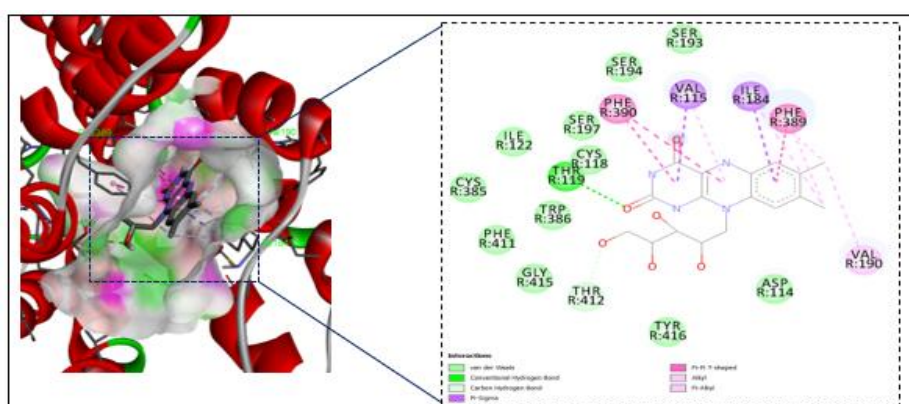 SER
R:193
SER
R:194
VAL
R:115
ILE
R:184
PHE
R:390
PHE
R:389
SER
R:197
ILE
R:122
CYS
R:118
THR
R:119
CYS
R:385
TRP
R:386
PHE
R:411
VAL
R:190
GLY
R:415
ASP
R:114
THR
R:412
TYR
R:416
Interactions
van der Waals
Conventional Hydrogen Bond
Carbon Hydrogen Bond
Pi-Sigma
Pi-Pi T-shaped
Alkyl
Pi-Alkyl